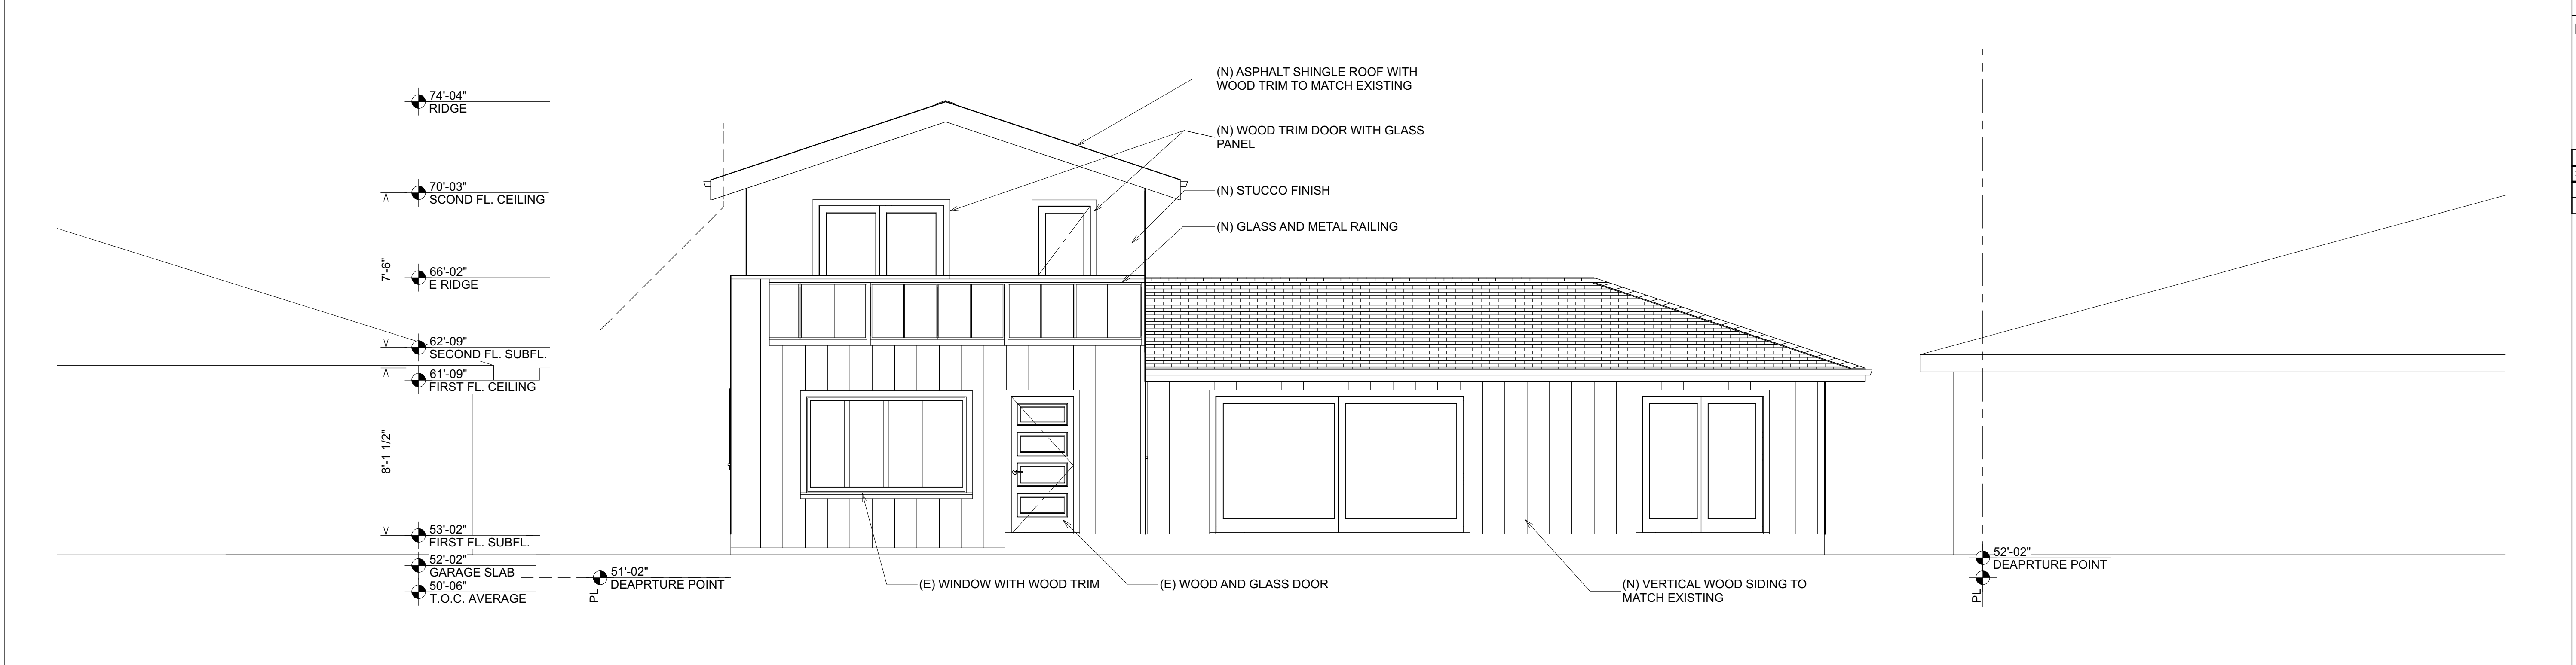 74'-04"
RIDGE
70'-03"
SCOND FL. CEILING
7'-6"
66'-02"
E RIDGE
62'-09"
SECOND FL. SUBFL.
61'-09"
FIRST FL. CEILING
8'-1 1/2"
53'-02"
FIRST FL. SUBFL.
52'-02"
GARAGE SLAB
50'-06"
T.O.C. AVERAGE
PL
51'-02"
DEAPRTURE POINT
(N) ASPHALT SHINGLE ROOF WITH
WOOD TRIM TO MATCH EXISTING
(N) WOOD TRIM DOOR WITH GLASS
PANEL
(N) STUCCO FINISH
(N) GLASS AND METAL RAILING
(E) WINDOW WITH WOOD TRIM
(E) WOOD AND GLASS DOOR
(N) VERTICAL WOOD SIDING TO
MATCH EXISTING
52'-02"
DEAPRTURE POINT
PL